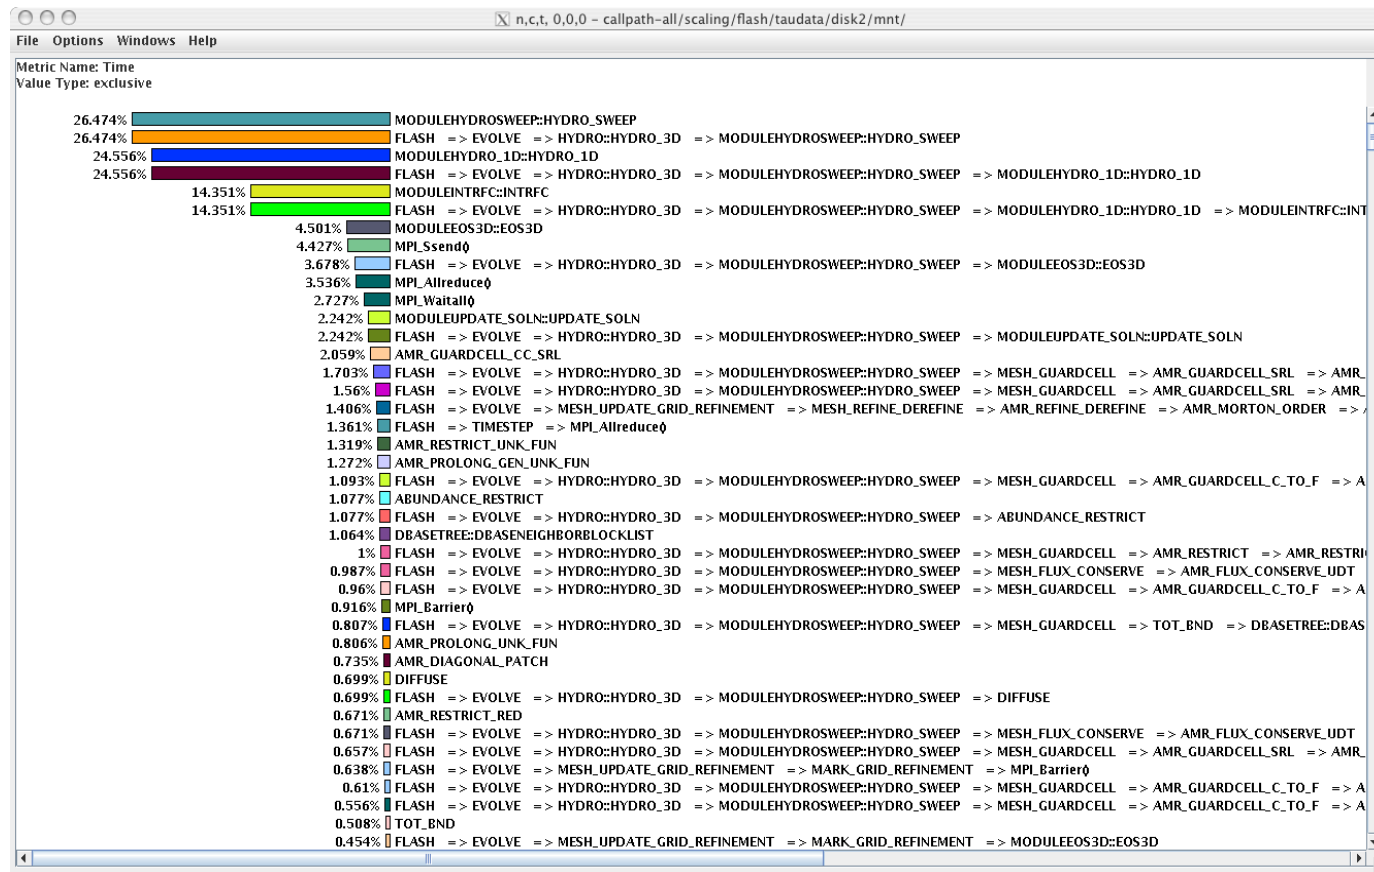 n,c,t, 0,0,0 – callpath-all/scaling/flash/taudata/disk2/mnt/
File Options Windows Help
Metric Name: Time
Value Type: exclusive
26.474% MODULEHYDROSWEEP::HYDRO_SWEEP
26.474% FLASH => EVOLVE => HYDRO::HYDRO_3D => MODULEHYDROSWEEP::HYDRO_SWEEP
24.556% MODULEHYDRO_1D::HYDRO_1D
24.556% FLASH => EVOLVE => HYDRO::HYDRO_3D => MODULEHYDROSWEEP::HYDRO_SWEEP => MODULEHYDRO_1D::HYDRO_1D
14.351% MODULEINTRFC::INTRFC
14.351% FLASH => EVOLVE => HYDRO::HYDRO_3D => MODULEHYDROSWEEP::HYDRO_SWEEP => MODULEHYDRO_1D::HYDRO_1D => MODULEINTRFC::INT
4.501% MODULEEOS3D::EOS3D
4.427% MPI_Ssend()
3.678% FLASH => EVOLVE => HYDRO::HYDRO_3D => MODULEHYDROSWEEP::HYDRO_SWEEP => MODULEEOS3D::EOS3D
3.536% MPI_Allreduce()
2.727% MPI_Waitall()
2.242% MODULEUPDATE_SOLN::UPDATE_SOLN
2.242% FLASH => EVOLVE => HYDRO::HYDRO_3D => MODULEHYDROSWEEP::HYDRO_SWEEP => MODULEUPDATE_SOLN::UPDATE_SOLN
2.059% AMR_GUARDCELL_CC_SRL
1.703% FLASH => EVOLVE => HYDRO::HYDRO_3D => MODULEHYDROSWEEP::HYDRO_SWEEP => MESH_GUARDCELL => AMR_GUARDCELL_SRL => AMR_
1.56% FLASH => EVOLVE => HYDRO::HYDRO_3D => MODULEHYDROSWEEP::HYDRO_SWEEP => MESH_GUARDCELL => AMR_GUARDCELL_SRL => AMR_
1.406% FLASH => EVOLVE => MESH_UPDATE_GRID_REFINEMENT => MESH_REFINE_DEREFINE => AMR_REFINE_DEREFINE => AMR_MORTON_ORDER =>
1.361% FLASH => TIMESTEP => MPI_Allreduce()
1.319% AMR_RESTRICT_UNK_FUN
1.272% AMR_PROLONG_GEN_UNK_FUN
1.093% FLASH => EVOLVE => HYDRO::HYDRO_3D => MODULEHYDROSWEEP::HYDRO_SWEEP => MESH_GUARDCELL => AMR_GUARDCELL_C_TO_F => A
1.077% ABUNDANCE_RESTRICT
1.077% FLASH => EVOLVE => HYDRO::HYDRO_3D => MODULEHYDROSWEEP::HYDRO_SWEEP => ABUNDANCE_RESTRICT
1.064% DBASETREE::DBASENEIGHBORBLOCKLIST
1% FLASH => EVOLVE => HYDRO::HYDRO_3D => MODULEHYDROSWEEP::HYDRO_SWEEP => MESH_GUARDCELL => AMR_RESTRICT => AMR_RESTRI
0.987% FLASH => EVOLVE => HYDRO::HYDRO_3D => MODULEHYDROSWEEP::HYDRO_SWEEP => MESH_FLUX_CONSERVE => AMR_FLUX_CONSERVE_UDT
0.96% FLASH => EVOLVE => HYDRO::HYDRO_3D => MODULEHYDROSWEEP::HYDRO_SWEEP => MESH_GUARDCELL => AMR_GUARDCELL_C_TO_F => A
0.916% MPI_Barrier()
0.807% FLASH => EVOLVE => HYDRO::HYDRO_3D => MODULEHYDROSWEEP::HYDRO_SWEEP => MESH_GUARDCELL => TOT_BND => DBASETREE::DBAS
0.806% AMR_PROLONG_UNK_FUN
0.735% AMR_DIAGONAL_PATCH
0.699% DIFFUSE
0.699% FLASH => EVOLVE => HYDRO::HYDRO_3D => MODULEHYDROSWEEP::HYDRO_SWEEP => DIFFUSE
0.671% AMR_RESTRICT_RED
0.671% FLASH => EVOLVE => HYDRO::HYDRO_3D => MODULEHYDROSWEEP::HYDRO_SWEEP => MESH_FLUX_CONSERVE => AMR_FLUX_CONSERVE_UDT
0.657% FLASH => EVOLVE => HYDRO::HYDRO_3D => MODULEHYDROSWEEP::HYDRO_SWEEP => MESH_GUARDCELL => AMR_GUARDCELL_SRL => AMR_
0.638% FLASH => EVOLVE => MESH_UPDATE_GRID_REFINEMENT => MARK_GRID_REFINEMENT => MPI_Barrier()
0.61% FLASH => EVOLVE => HYDRO::HYDRO_3D => MODULEHYDROSWEEP::HYDRO_SWEEP => MESH_GUARDCELL => AMR_GUARDCELL_C_TO_F => A
0.556% FLASH => EVOLVE => HYDRO::HYDRO_3D => MODULEHYDROSWEEP::HYDRO_SWEEP => MESH_GUARDCELL => AMR_GUARDCELL_C_TO_F => A
0.508% TOT_BND
0.454% FLASH => EVOLVE => MESH_UPDATE_GRID_REFINEMENT => MARK_GRID_REFINEMENT => MODULEEOS3D::EOS3D